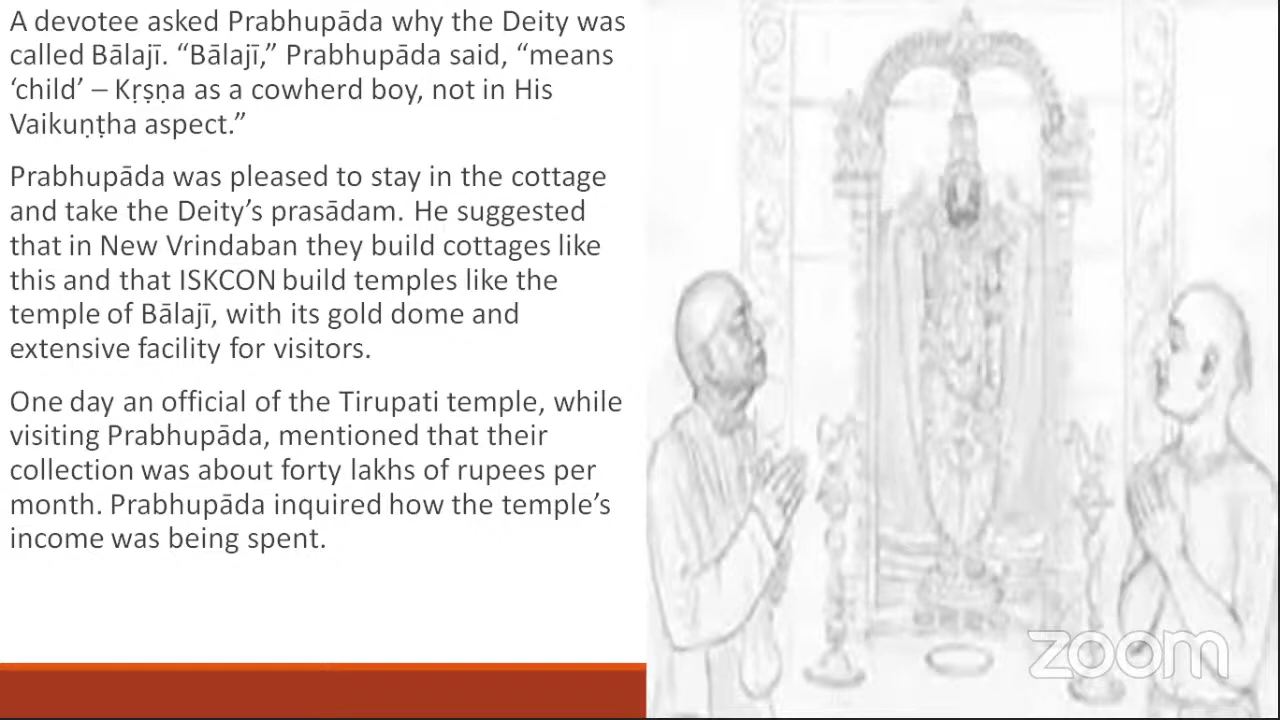 A devotee asked Prabhupāda why the Deity was
called Bālajī. “Bālajī,” Prabhupāda said, “means
‘child’ – Kṛṣṇa as a cowherd boy, not in His
Vaikuṇṭha aspect.”
Prabhupāda was pleased to stay in the cottage
and take the Deity’s prasādam. He suggested
that in New Vrindaban they build cottages like
this and that ISKCON build temples like the
temple of Bālajī, with its gold dome and
extensive facility for visitors.
One day an official of the Tirupati temple, while
visiting Prabhupāda, mentioned that their
collection was about forty lakhs of rupees per
month. Prabhupāda inquired how the temple’s
income was being spent.
zoom